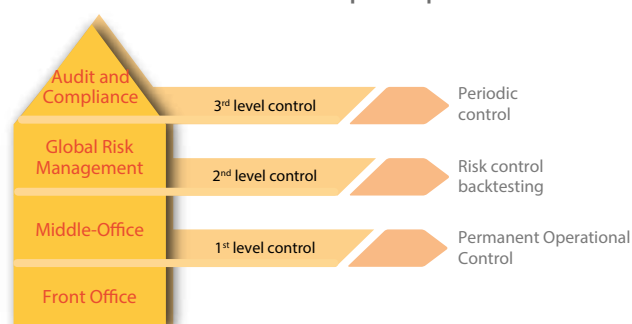 Audit and
Compliance
3rd level control
Periodic
control
Global Risk
Management
2nd level control
Risk control
backtesting
Middle-Office
1st level control
Permanent Operational
Control
Front Office